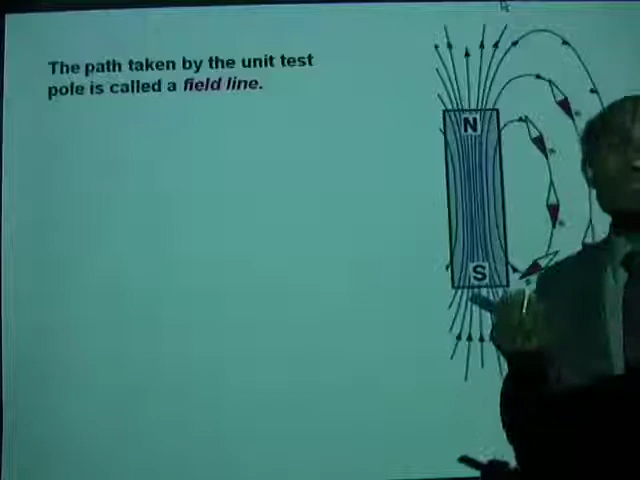 The path taken by the unit test
pole is called a field line.
N
S